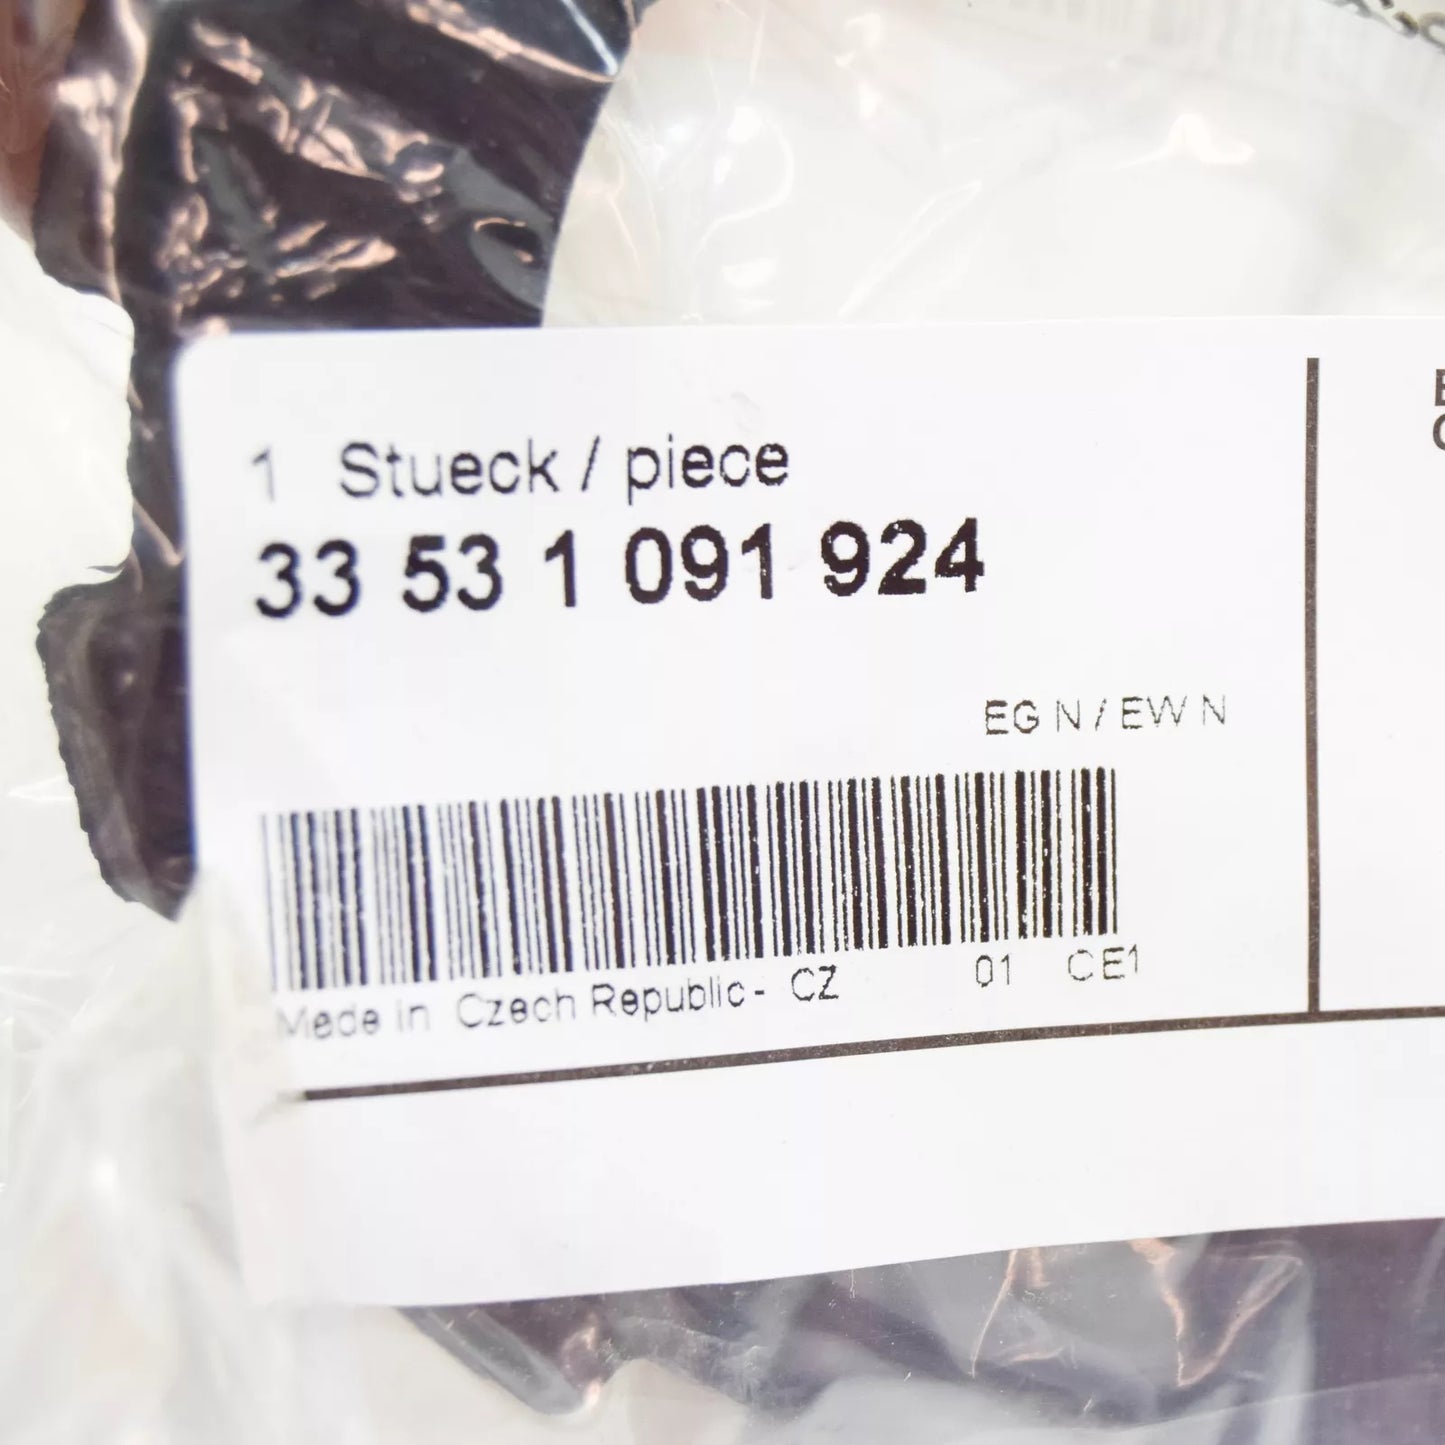 1 Stueck / piece
33 53 1 091 924
EG N / EW N
Made in Czech Republic - CZ 01 CE1